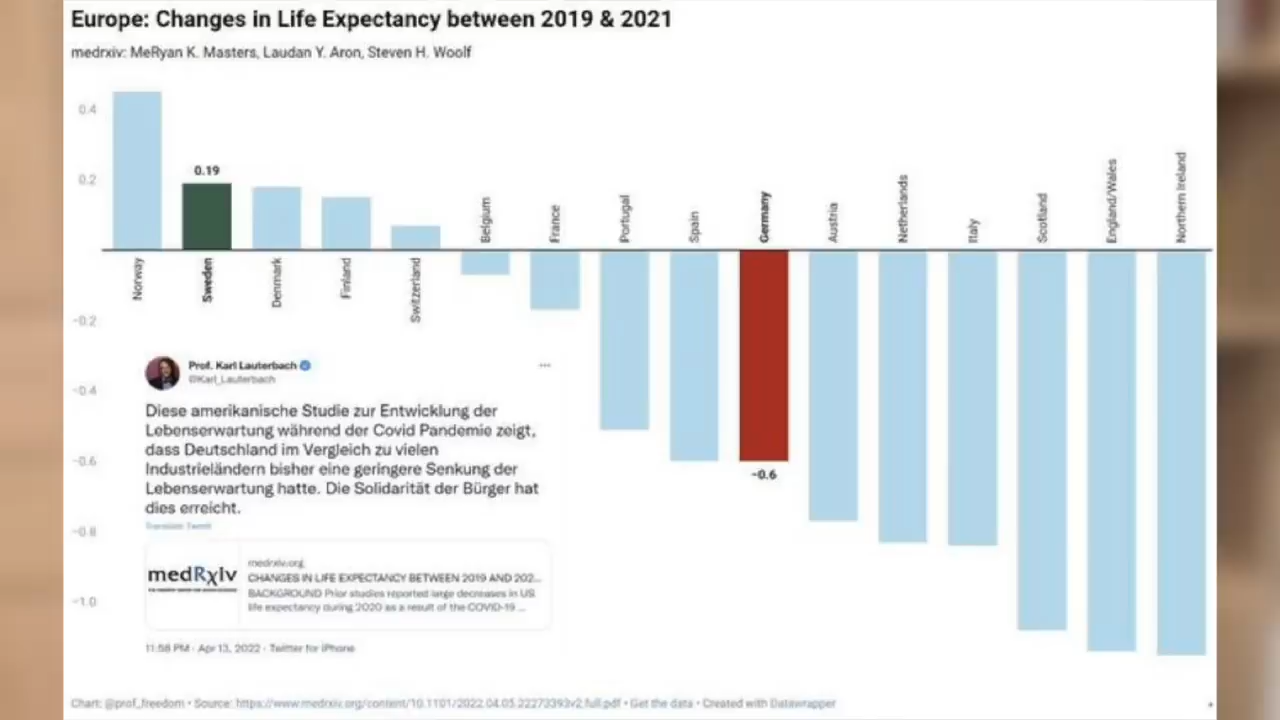 Europe: Changes in Life Expectancy between 2019 & 2021
medrxiv: MeRyan K. Masters, Laudan Y. Aron, Steven H. Woolf
0.4
0.2
−0.2
−0.4
−0.6
−0.8
−1.0
0.19
−0.6
Norway
Sweden
Denmark
Finland
Switzerland
Belgium
France
Portugal
Spain
Germany
Austria
Netherlands
Italy
Scotland
England/Wales
Northern Ireland
Prof. Karl Lauterbach
@Karl_Lauterbach
Diese amerikanische Studie zur Entwicklung der
Lebenserwartung während der Covid Pandemie zeigt,
dass Deutschland im Vergleich zu vielen
Industrieländern bisher eine geringere Senkung der
Lebenserwartung hatte. Die Solidarität der Bürger hat
dies erreicht.
Translate Tweet
medRxiv
medrxiv.org
CHANGES IN LIFE EXPECTANCY BETWEEN 2019 AND 202...
BACKGROUND Prior studies reported large decreases in US
life expectancy during 2020 as a result of the COVID-19 ...
11:58 PM · Apr 13, 2022 · Twitter for iPhone
Chart: @prof_freedom • Source: https://www.medrxiv.org/content/10.1101/2022.04.05.22273393v2.full.pdf • Get the data • Created with Datawrapper